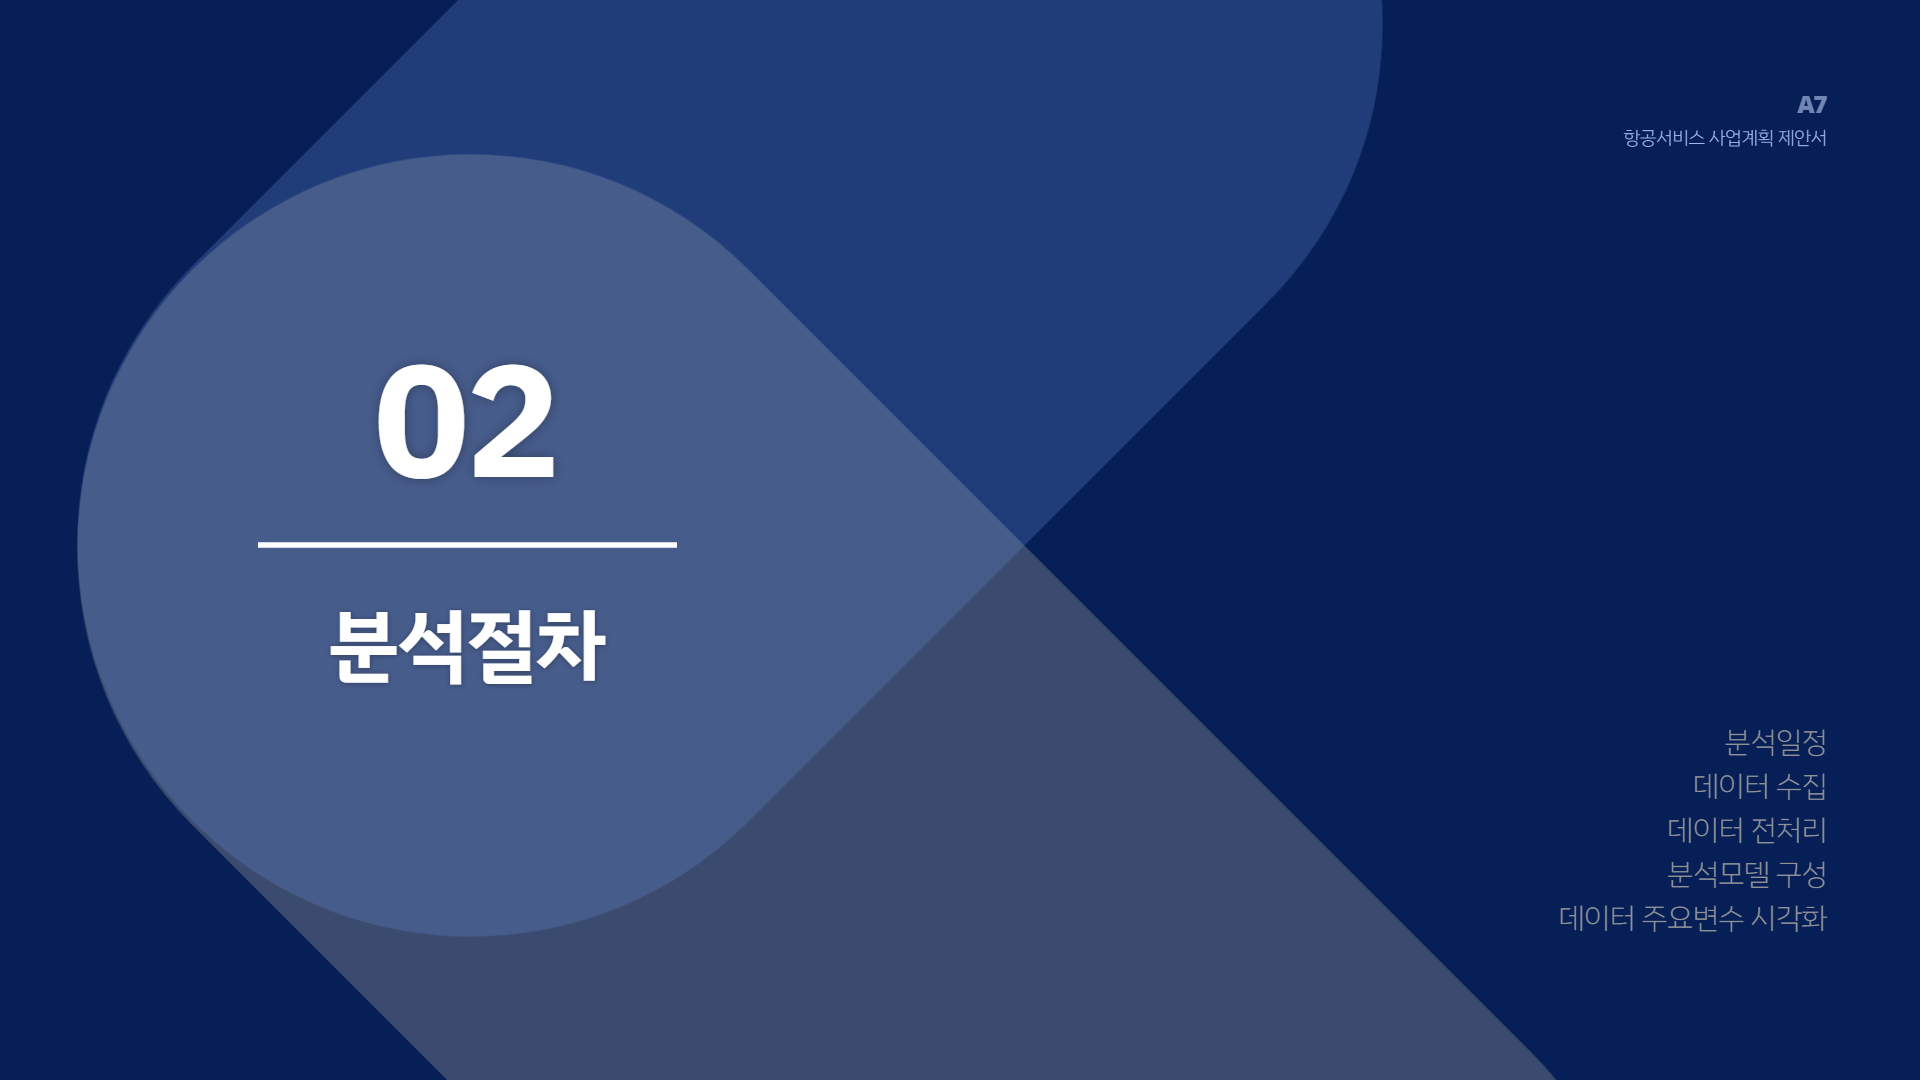 A7
항공서비스 사업계획 제안서
02
분석절차
분석일정
데이터 수집
데이터 전처리
분석모델 구성
데이터 주요변수 시각화